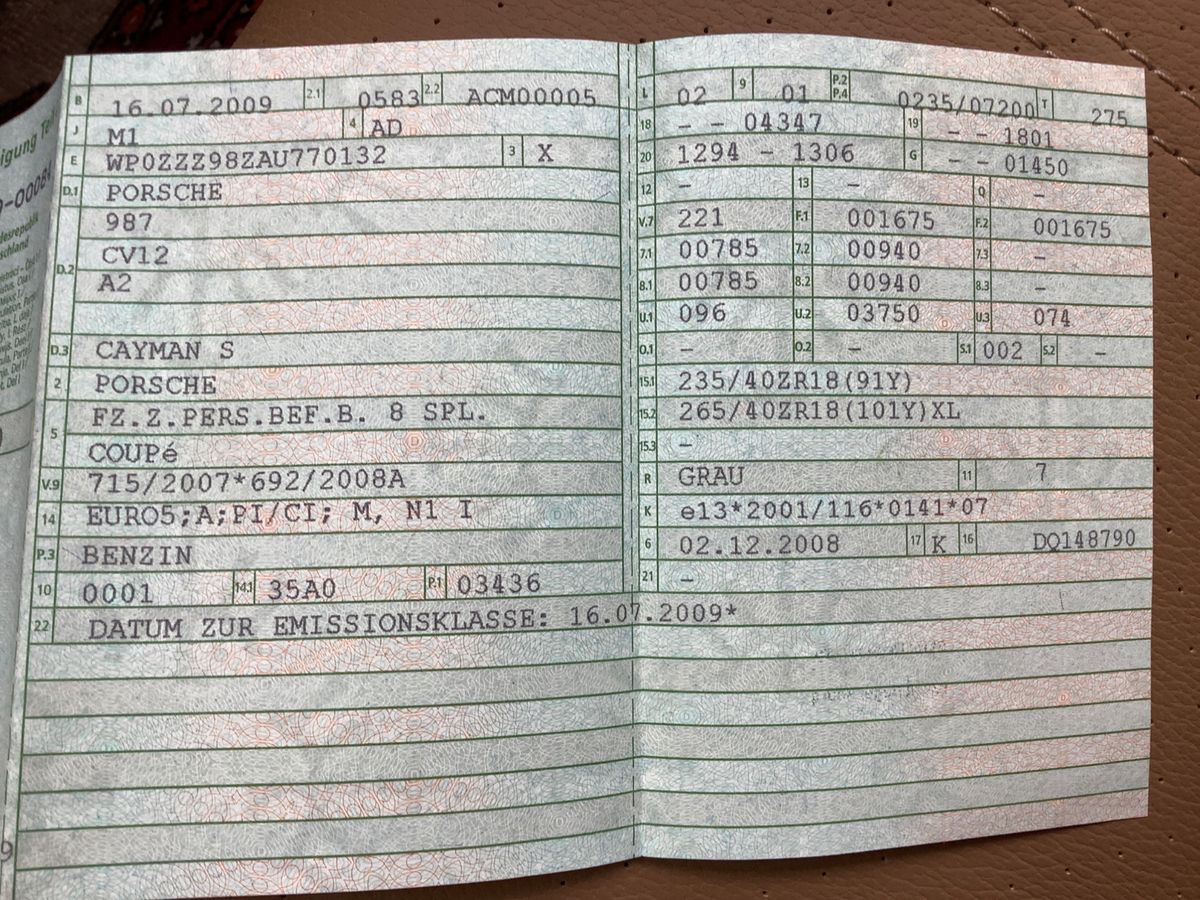 B 16.07.2009 2.1 0583 2.2 ACM00005
J M1 4 AD
E WP0ZZZ98ZAU770132 3 X
D.1 PORSCHE
987
D.2 CV12
A2
D.3 CAYMAN S
2 PORSCHE
5 FZ.Z.PERS.BEF.B. 8 SPL.
COUPé
V.9 715/2007*692/2008A
14 EURO5;A;PI/CI; M, N1 I
P.3 BENZIN
10 0001 14.1 35A0 P.1 03436
22 DATUM ZUR EMISSIONSKLASSE: 16.07.2009*
L 02 9 01 P.2 P.4 0235/07200 T 275
18 – – 04347 19 – – 1801
20 1294 – 1306 G – – 01450
12 – 13 – Q –
V.7 221 F.1 001675 F.2 001675
7.1 00785 7.2 00940 7.3 –
8.1 00785 8.2 00940 8.3 –
U.1 096 U.2 03750 U.3 074
O.1 – O.2 – S.1 002 S.2 –
15.1 235/40ZR18(91Y)
15.2 265/40ZR18(101Y)XL
15.3 –
R GRAU 11 7
K e13*2001/116*0141*07
6 02.12.2008 17 K 16 DQ148790
21 –